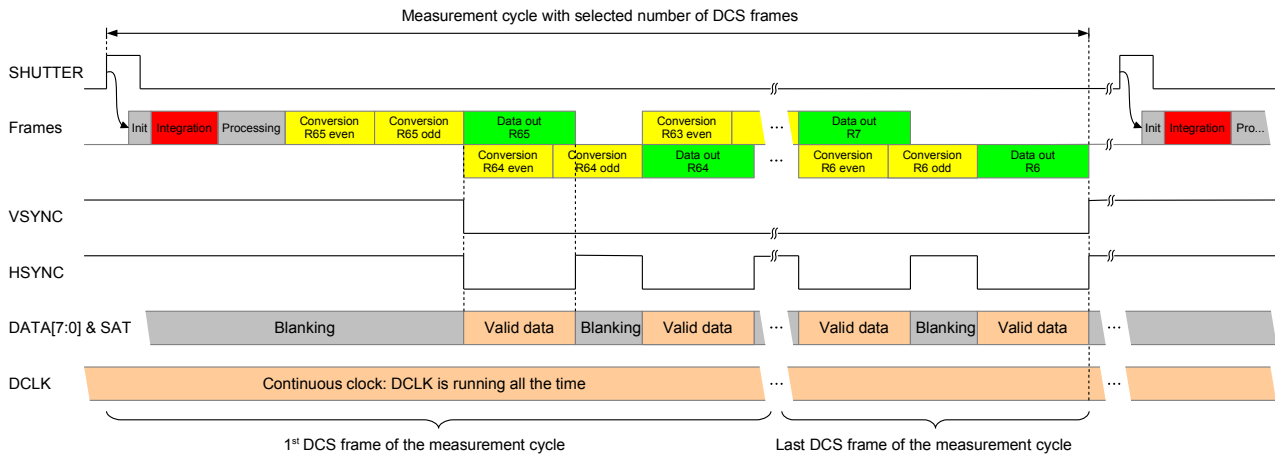 Measurement cycle with selected number of DCS frames
SHUTTER
Frames
Init
Integration
Processing
Conversion
R65 even
Conversion
R65 odd
Data out
R65
Conversion
R63 even
...
Data out
R7
Init
Integration
Pro...
Conversion
R64 even
Conversion
R64 odd
Data out
R64
...
Conversion
R6 even
Conversion
R6 odd
Data out
R6
VSYNC
HSYNC
DATA[7:0] & SAT
Blanking
Valid data
Blanking
Valid data
...
Valid data
Blanking
Valid data
...
DCLK
Continuous clock: DCLK is running all the time
...
...
1st DCS frame of the measurement cycle
Last DCS frame of the measurement cycle